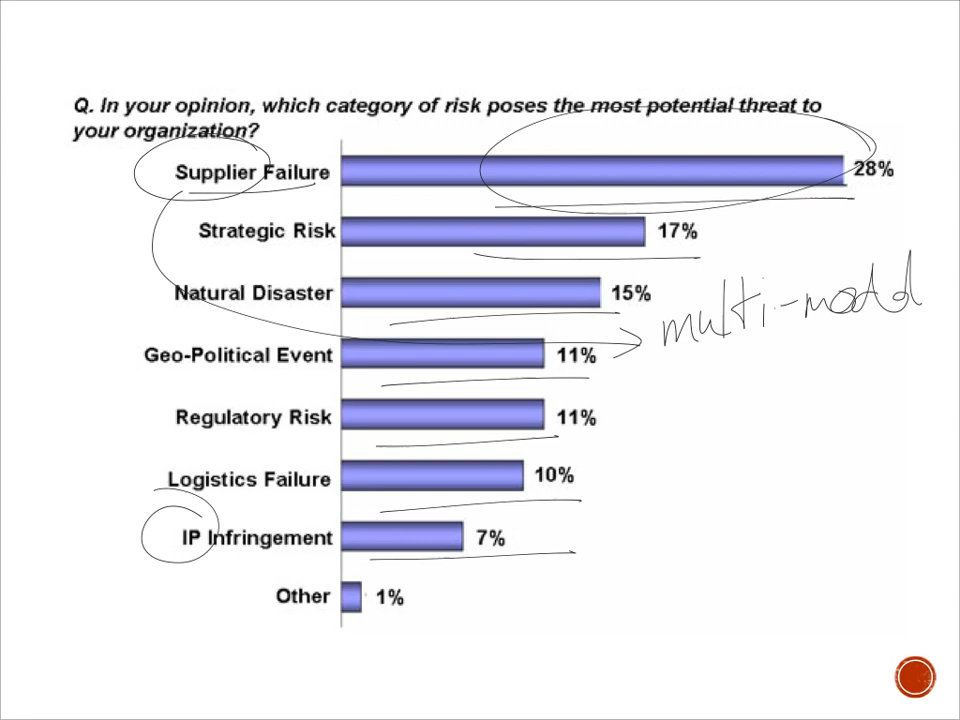 Q. In your opinion, which category of risk poses the most potential threat to
your organization?
Supplier Failure 28%
Strategic Risk 17%
Natural Disaster 15%
Geo-Political Event 11%
Regulatory Risk 11%
Logistics Failure 10%
IP Infringement 7%
Other 1%
multi-